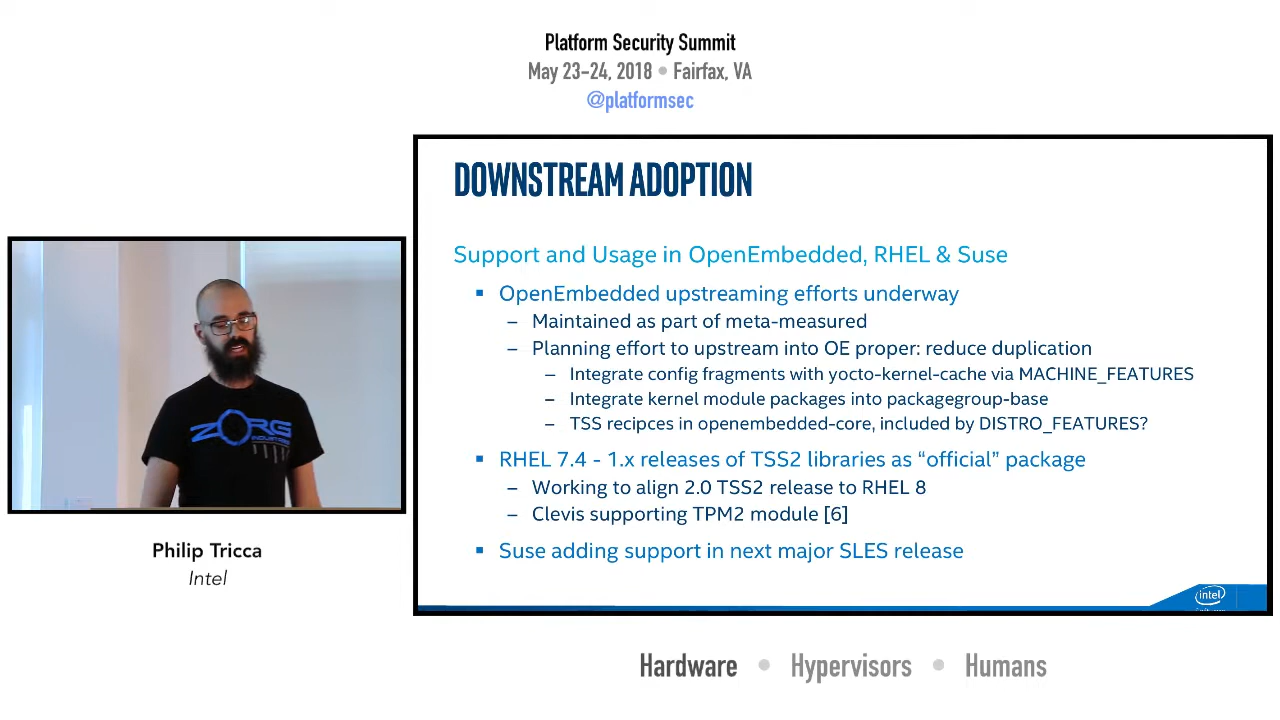 Platform Security Summit
May 23-24, 2018 • Fairfax, VA
@platformsec
DOWNSTREAM ADOPTION
Support and Usage in OpenEmbedded, RHEL & Suse
▪ OpenEmbedded upstreaming efforts underway
– Maintained as part of meta-measured
– Planning effort to upstream into OE proper: reduce duplication
– Integrate config fragments with yocto-kernel-cache via MACHINE_FEATURES
– Integrate kernel module packages into packagegroup-base
– TSS recipces in openembedded-core, included by DISTRO_FEATURES?
▪ RHEL 7.4 - 1.x releases of TSS2 libraries as “official” package
– Working to align 2.0 TSS2 release to RHEL 8
– Clevis supporting TPM2 module [6]
▪ Suse adding support in next major SLES release
intel
ZORG
INDUSTRIES
Philip Tricca
Intel
Hardware • Hypervisors • Humans